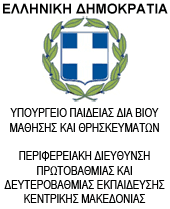 ΕΛΛΗΝΙΚΗ ΔΗΜΟΚΡΑΤΙΑ
ΥΠΟΥΡΓΕΙΟ ΠΑΙΔΕΙΑΣ ΔΙΑ ΒΙΟΥ
ΜΑΘΗΣΗΣ ΚΑΙ ΘΡΗΣΚΕΥΜΑΤΩΝ
ΠΕΡΙΦΕΡΕΙΑΚΗ ΔΙΕΥΘΥΝΣΗ
ΠΡΩΤΟΒΑΘΜΙΑΣ ΚΑΙ
ΔΕΥΤΕΡΟΒΑΘΜΙΑΣ ΕΚΠΑΙΔΕΥΣΗΣ
ΚΕΝΤΡΙΚΗΣ ΜΑΚΕΔΟΝΙΑΣ